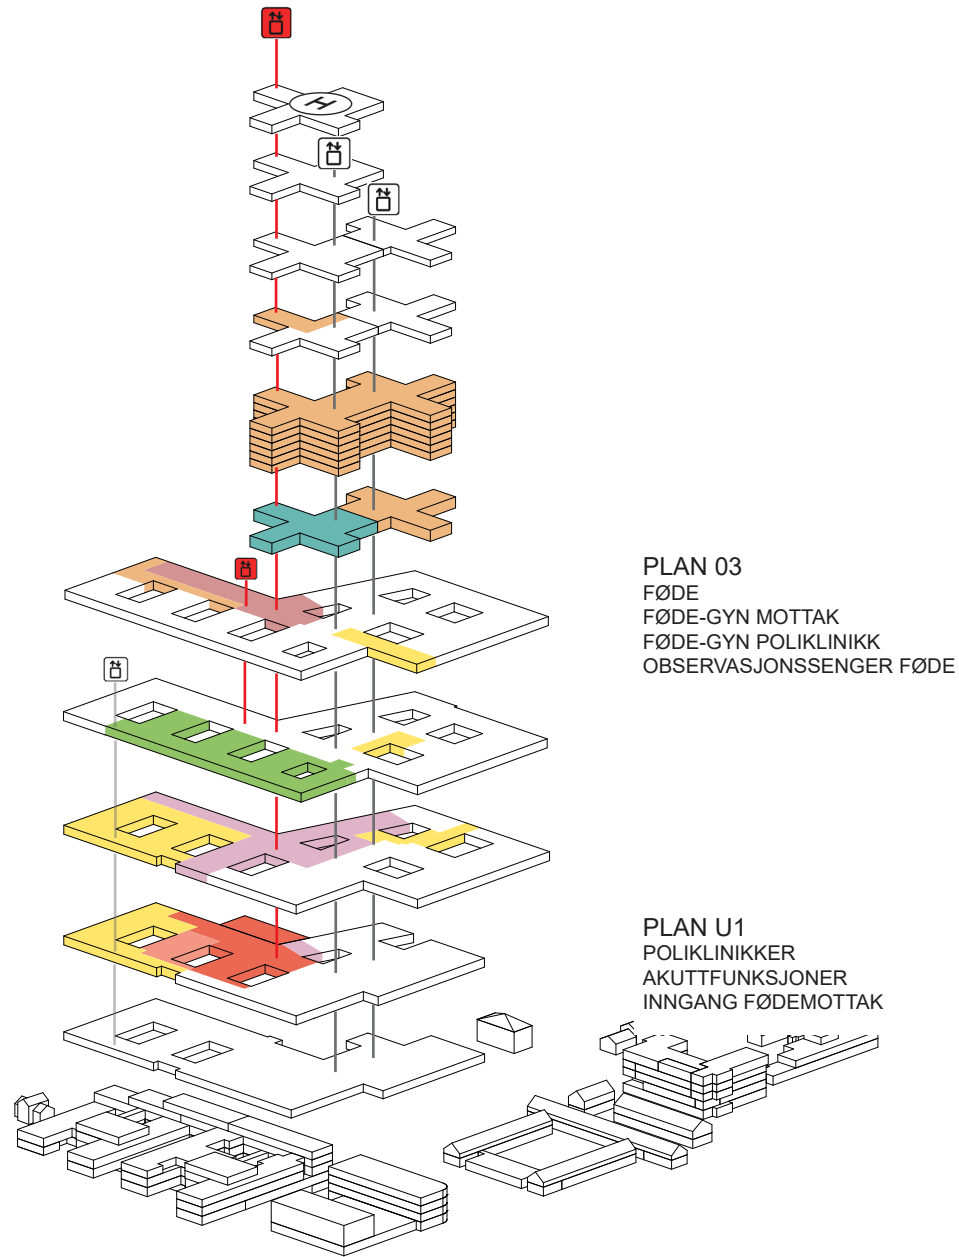 H
PLAN 03
FØDE
FØDE-GYN MOTTAK
FØDE-GYN POLIKLINIKK
OBSERVASJONSSENGER FØDE
PLAN U1
POLIKLINIKKER
AKUTTFUNKSJONER
INNGANG FØDEMOTTAK